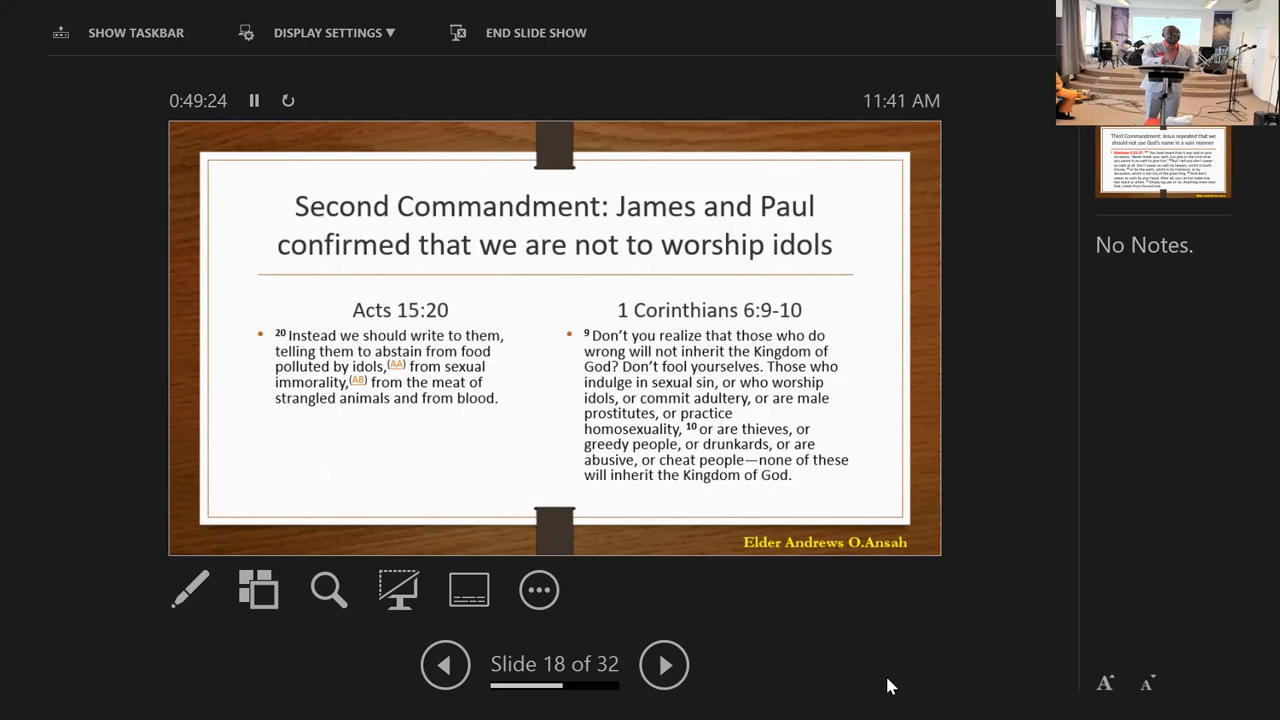 SHOW TASKBAR
DISPLAY SETTINGS ▼
END SLIDE SHOW
0:49:24
11:41 AM
Second Commandment: James and Paul
confirmed that we are not to worship idols
Acts 15:20
• 20 Instead we should write to them,
telling them to abstain from food
polluted by idols,(AA) from sexual
immorality,(AB) from the meat of
strangled animals and from blood.
1 Corinthians 6:9-10
• 9 Don’t you realize that those who do
wrong will not inherit the Kingdom of
God? Don’t fool yourselves. Those who
indulge in sexual sin, or who worship
idols, or commit adultery, or are male
prostitutes, or practice
homosexuality, 10 or are thieves, or
greedy people, or drunkards, or are
abusive, or cheat people—none of these
will inherit the Kingdom of God.
Elder Andrews O.Ansah
Slide 18 of 32
Third Commandment: Jesus repeated that we
should not use God's name in a vain manner
No Notes.
A A